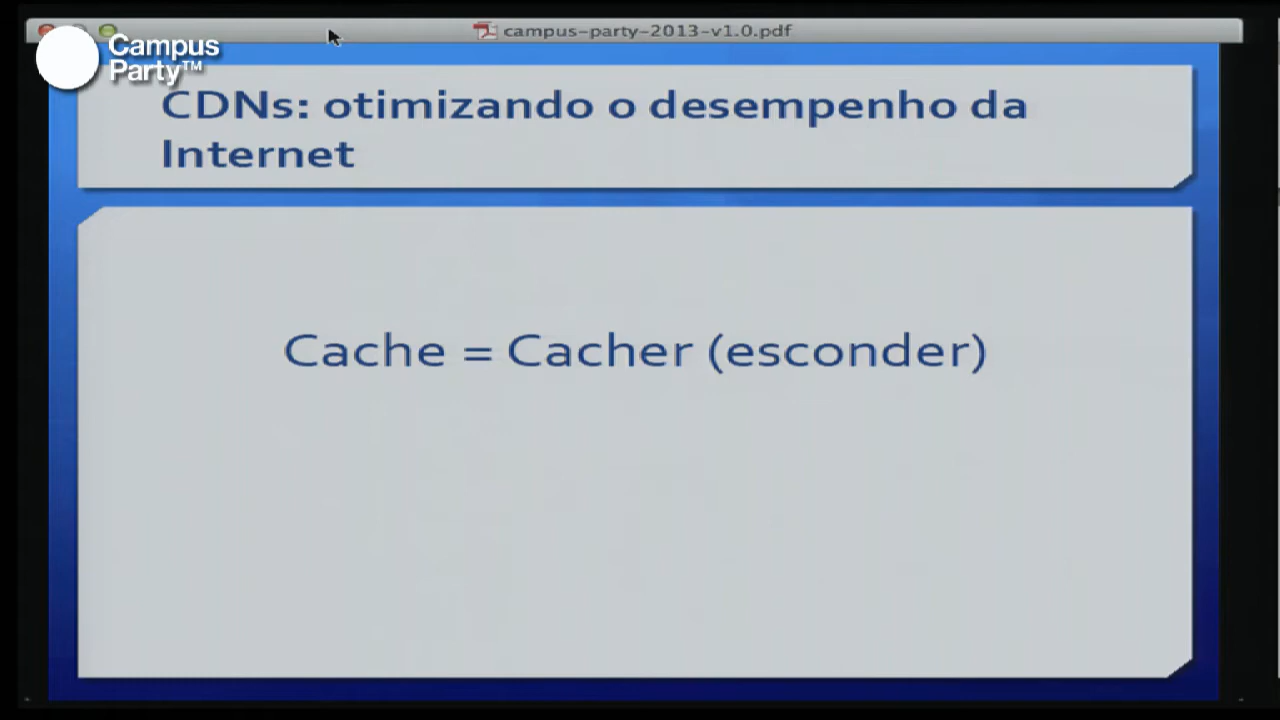 campus-party-2013-v1.0.pdf
Campus
Party™
CDNs: otimizando o desempenho da
Internet
Cache = Cacher (esconder)